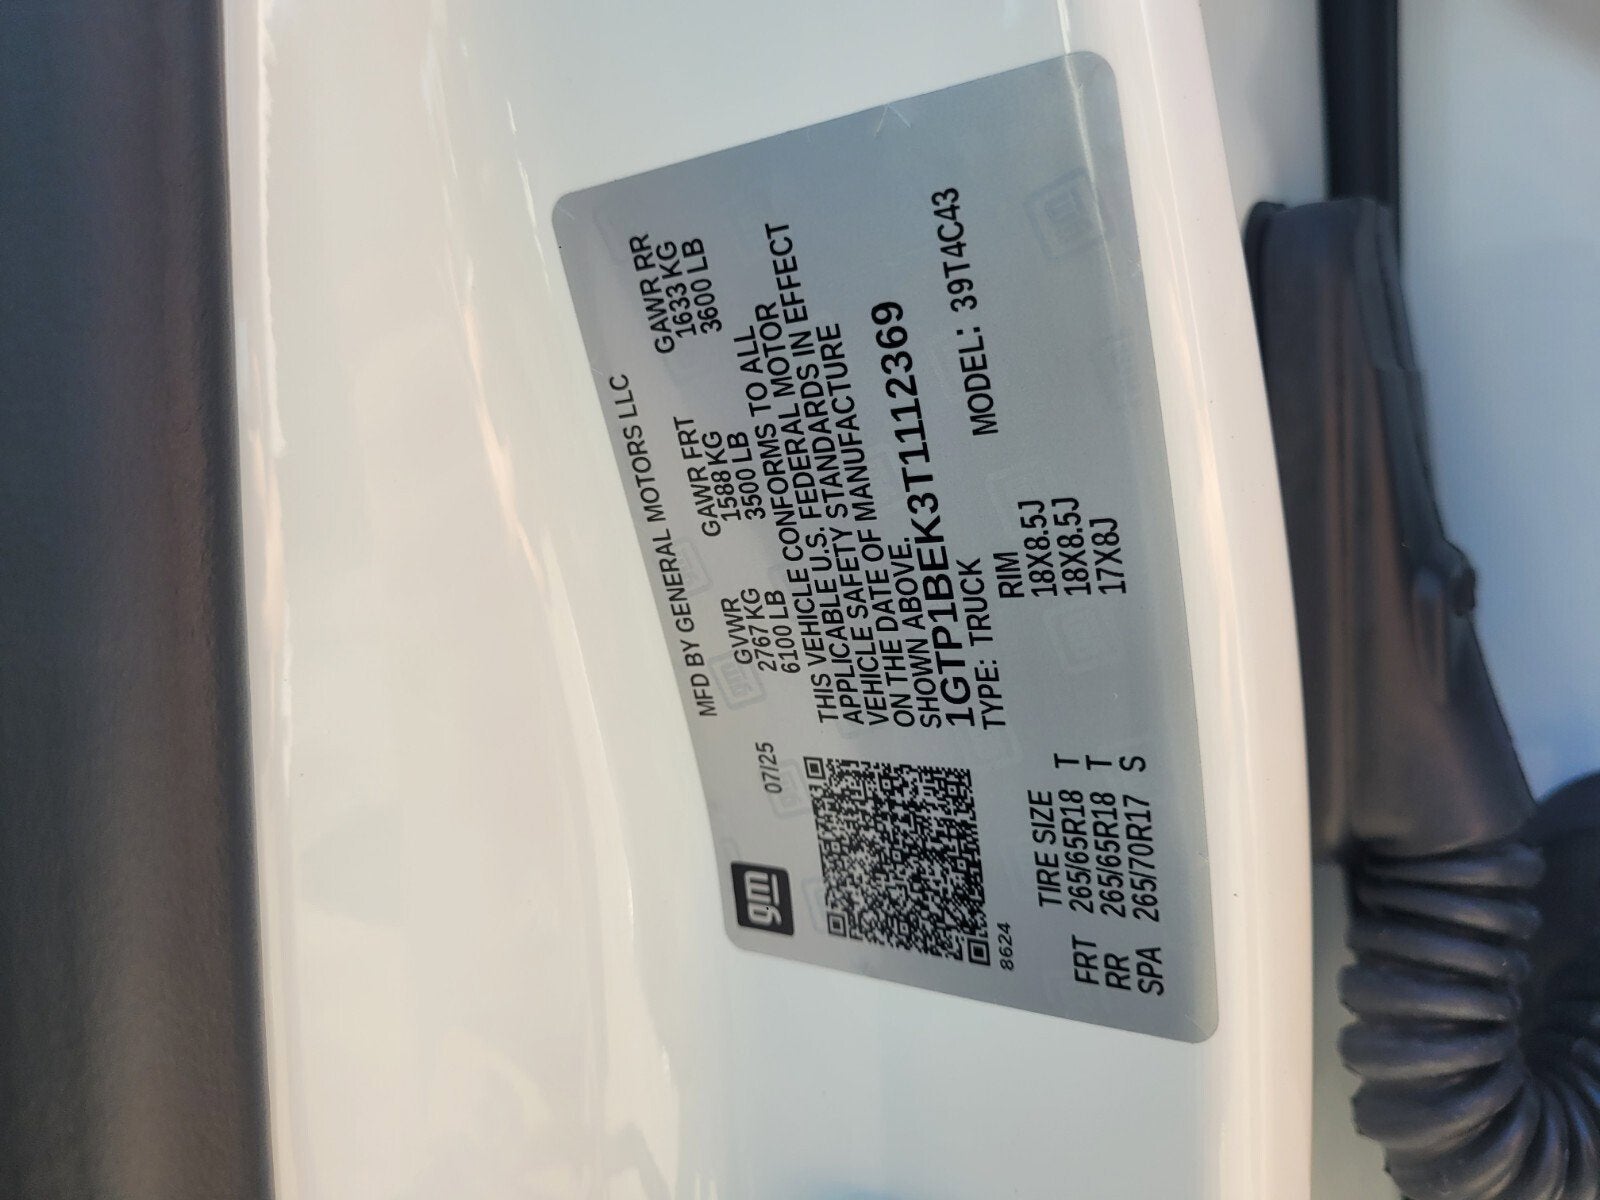 gm
07/25
MFD BY GENERAL MOTORS LLC
GVWR GAWR FRT GAWR RR
2767 KG 1588 KG 1633 KG
6100 LB 3500 LB 3600 LB
THIS VEHICLE CONFORMS TO ALL
APPLICABLE U.S. FEDERAL MOTOR
VEHICLE SAFETY STANDARDS IN EFFECT
ON THE DATE OF MANUFACTURE
SHOWN ABOVE.
1GTP1BEK3T1112369
TYPE: TRUCK MODEL: 39T4C43
8624
TIRE SIZE RIM
FRT 265/65R18 T 18X8.5J
RR 265/65R18 T 18X8.5J
SPA 265/70R17 S 17X8J